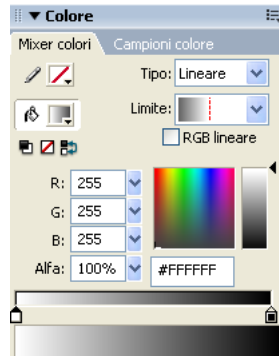 Colore
Mixer colori Campioni colore
Tipo: Lineare
Limite:
RGB lineare
R: 255
G: 255
B: 255
Alfa: 100% #FFFFFF